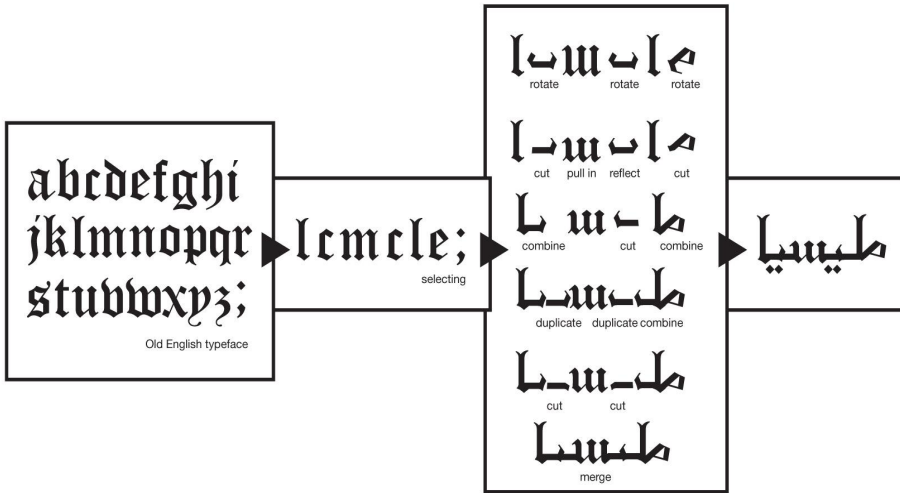 abcdefghi
jklmnopqr
stuvwxyz;
Old English typeface
lcmcle;
selecting
rotate rotate rotate
cut pull in reflect cut
combine cut combine
duplicate duplicate combine
cut cut
merge
طيسيا